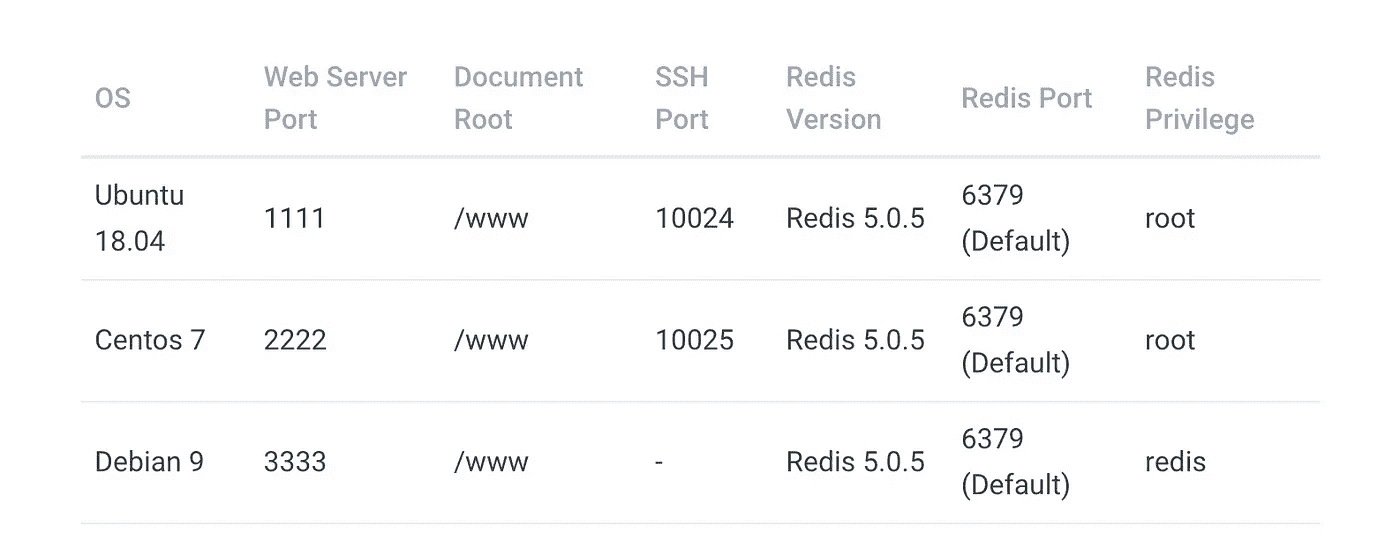 OS
Web Server
Port
Document
Root
SSH
Port
Redis
Version
Redis Port
Redis
Privilege
Ubuntu
18.04
1111
/www
10024
Redis 5.0.5
6379
(Default)
root
Centos 7
2222
/www
10025
Redis 5.0.5
6379
(Default)
root
Debian 9
3333
/www
-
Redis 5.0.5
6379
(Default)
redis